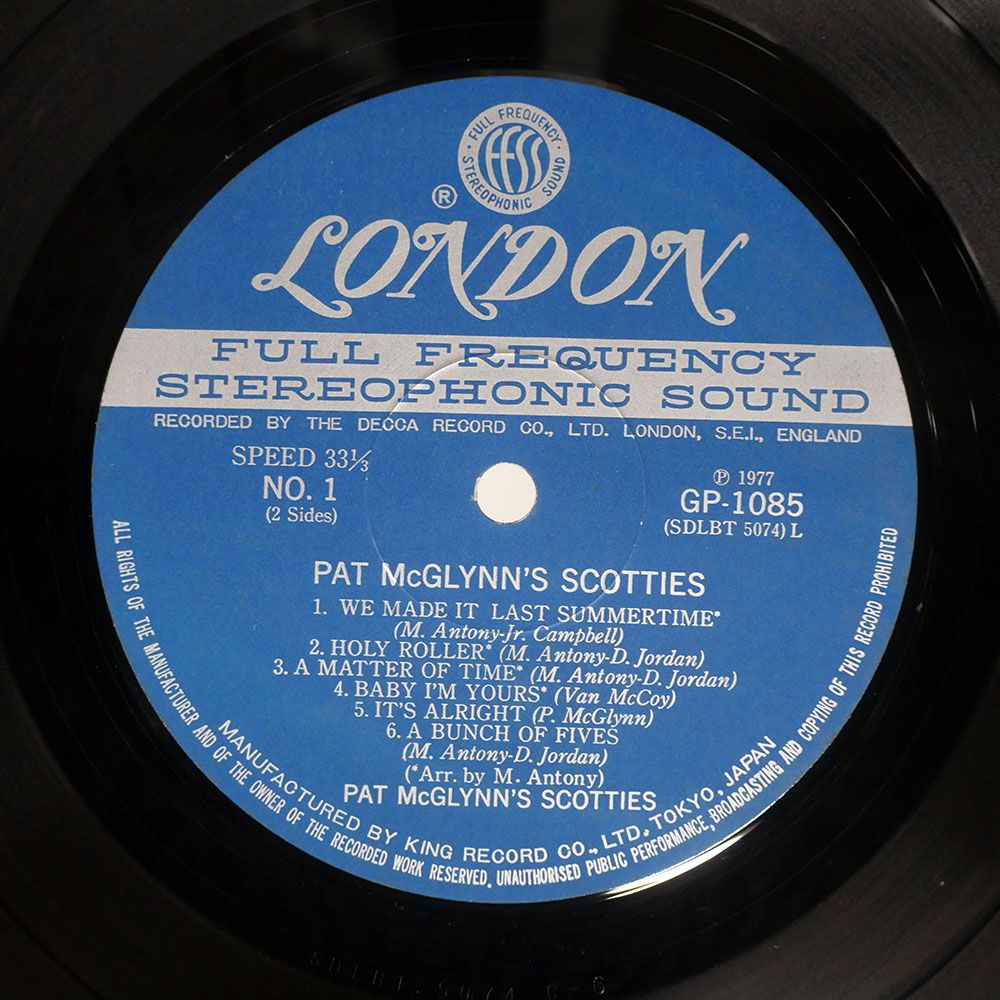 FULL FREQUENCY
FFSS
STEREOPHONIC SOUND
®
LONDON
FULL FREQUENCY
STEREOPHONIC SOUND
RECORDED BY THE DECCA RECORD CO., LTD. LONDON, S.E.I., ENGLAND
SPEED 33⅓
NO. 1
(2 Sides)
℗ 1977
GP-1085
(SDLBT 5074) L
PAT McGLYNN'S SCOTTIES
1. WE MADE IT LAST SUMMERTIME*
(M. Antony-Jr. Campbell)
2. HOLY ROLLER* (M. Antony-D. Jordan)
3. A MATTER OF TIME* (M. Antony-D. Jordan)
4. BABY I'M YOURS* (Van McCoy)
5. IT'S ALRIGHT (P. McGlynn)
6. A BUNCH OF FIVES
(M. Antony-D. Jordan)
(*Arr. by M. Antony)
PAT McGLYNN'S SCOTTIES
MANUFACTURED BY KING RECORD CO., LTD. TOKYO, JAPAN
ALL RIGHTS OF THE MANUFACTURER AND OF THE OWNER OF THE RECORDED WORK RESERVED. UNAUTHORISED PUBLIC PERFORMANCE, BROADCASTING AND COPYING OF THIS RECORD PROHIBITED
SDLBT. 5074 C-6